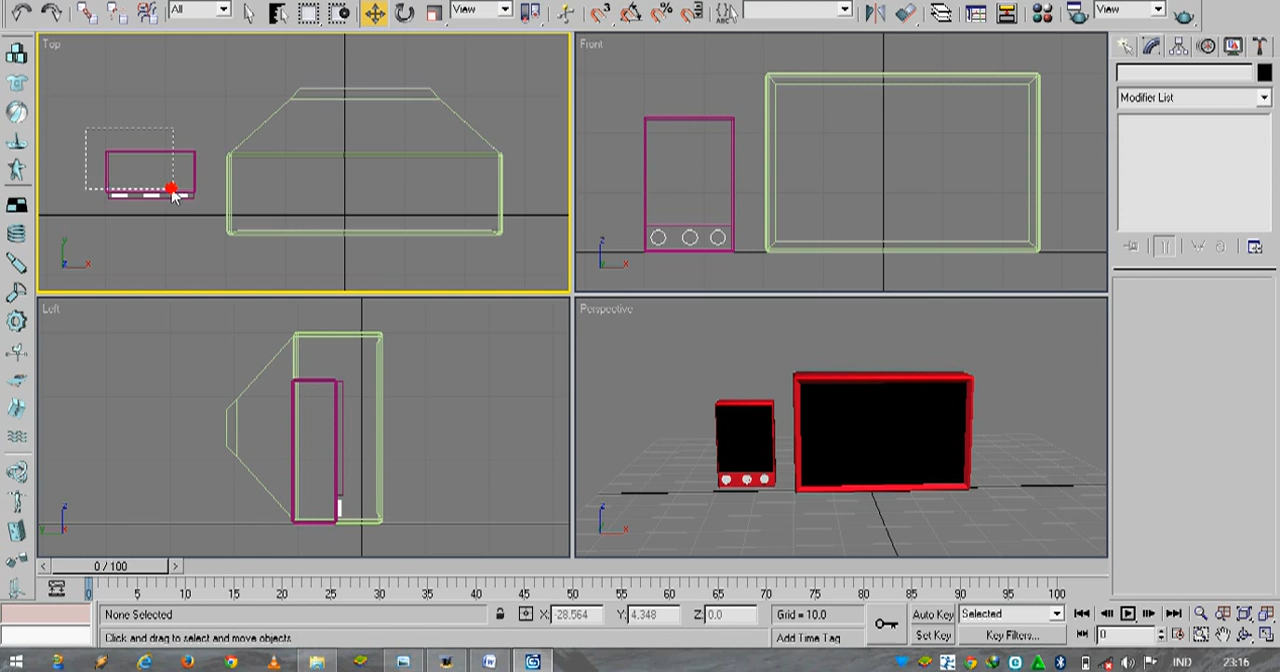 All
View
3
%
ABC
View
Top
Front
Modifier List
y
z x
z
x
Left
Perspective
z
y x
z
x
0 / 100
0 5 10 15 20 25 30 35 40 45 50 55 60 65 70 75 80 85 90 95 100
None Selected
X: -28.564 Y: 4.348 Z: 0.0
Grid = 10.0
Auto Key Selected
Click and drag to select and move objects
Add Time Tag
Set Key Key Filters...
0
IND 23:16